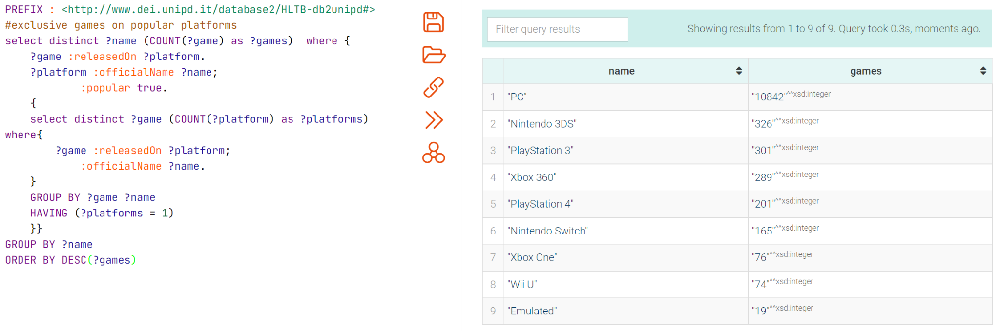 PREFIX : <http://www.dei.unipd.it/database2/HLTB-db2unipd#>
#exclusive games on popular platforms
select distinct ?name (COUNT(?game) as ?games)  where {
    ?game :releasedOn ?platform.
    ?platform :officialName ?name;
            :popular true.
    {
    select distinct ?game (COUNT(?platform) as ?platforms)
where{
        ?game :releasedOn ?platform;
            :officialName ?name.
    }
    GROUP BY ?game ?name
    HAVING (?platforms = 1)
    }}
GROUP BY ?name
ORDER BY DESC(?games)
Filter query results
Showing results from 1 to 9 of 9. Query took 0.3s, moments ago.
name games
1 "PC" "10842"^^xsd:integer
2 "Nintendo 3DS" "326"^^xsd:integer
3 "PlayStation 3" "301"^^xsd:integer
4 "Xbox 360" "289"^^xsd:integer
5 "PlayStation 4" "201"^^xsd:integer
6 "Nintendo Switch" "165"^^xsd:integer
7 "Xbox One" "76"^^xsd:integer
8 "Wii U" "74"^^xsd:integer
9 "Emulated" "19"^^xsd:integer